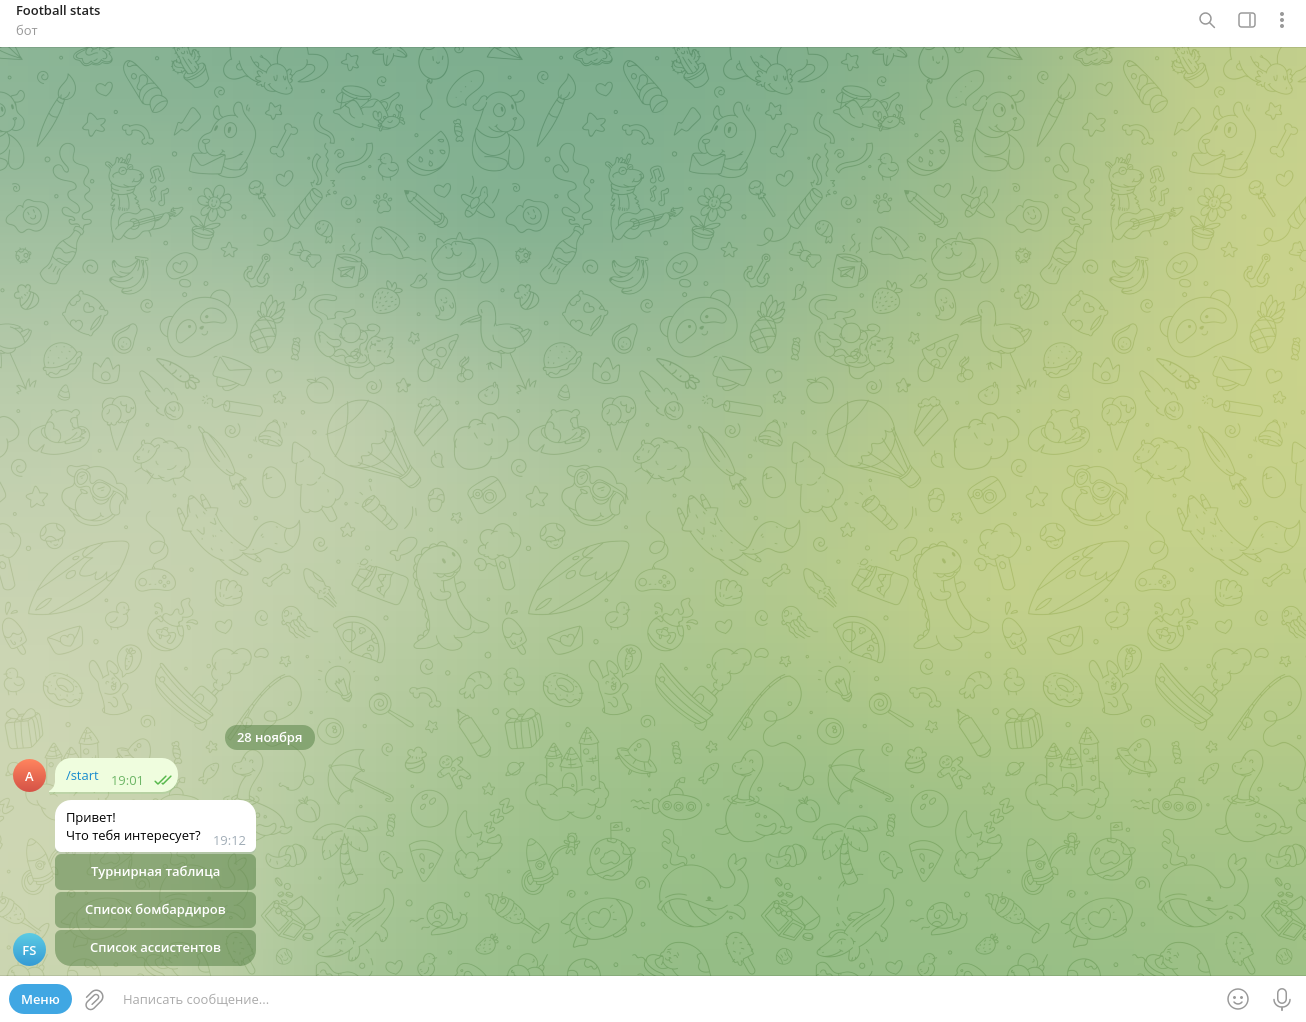 Football stats
бот
28 ноября
A
/start 19:01
Привет!
Что тебя интересует? 19:12
Турнирная таблица
Список бомбардиров
Список ассистентов
FS
Меню
Написать сообщение...